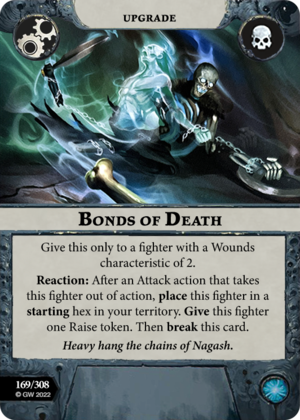 UPGRADE
BONDS OF DEATH
Give this only to a fighter with a Wounds
characteristic of 2.
Reaction: After an Attack action that takes
this fighter out of action, place this fighter in a
starting hex in your territory. Give this fighter
one Raise token. Then break this card.
Heavy hang the chains of Nagash.
169/308
© GW 2022